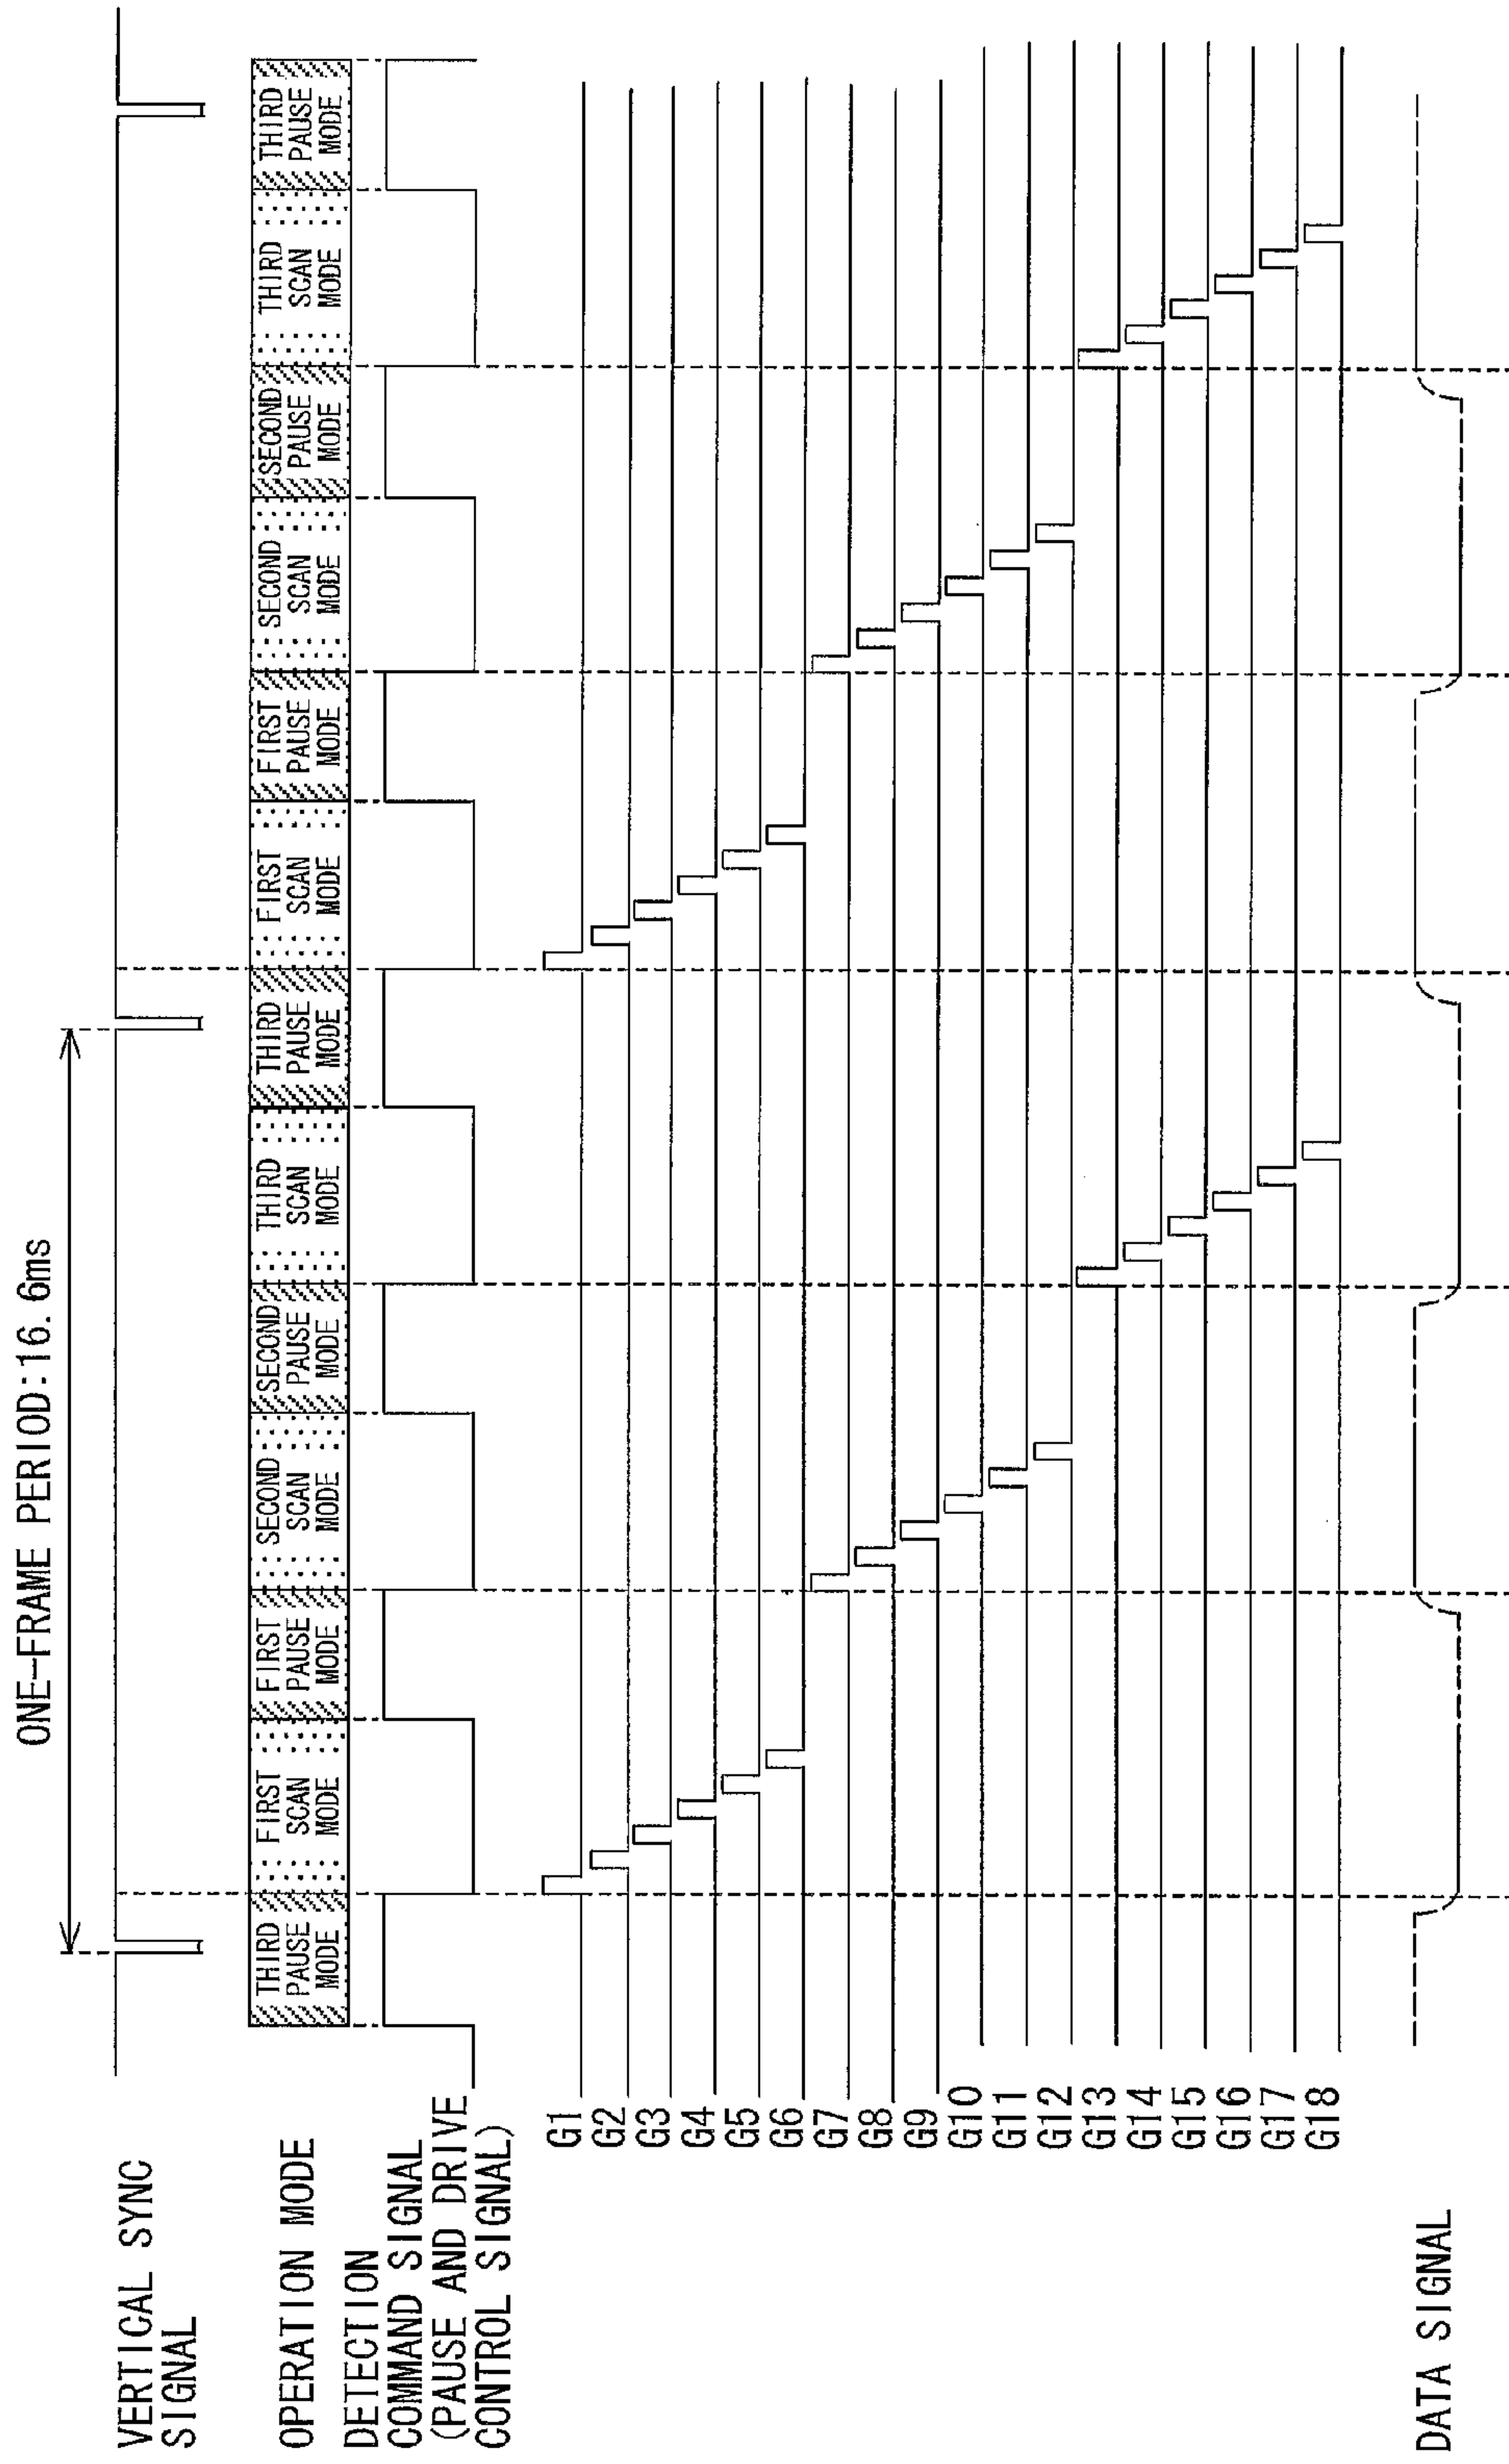 ONE-FRAME PERIOD:16.6ms
VERTICAL SYNC
SIGNAL
OPERATION MODE
THIRD
PAUSE
MODE
FIRST
SCAN
MODE
FIRST
PAUSE
MODE
SECOND
SCAN
MODE
SECOND
PAUSE
MODE
THIRD
SCAN
MODE
THIRD
PAUSE
MODE
FIRST
SCAN
MODE
FIRST
PAUSE
MODE
SECOND
SCAN
MODE
SECOND
PAUSE
MODE
THIRD
SCAN
MODE
THIRD
PAUSE
MODE
DETECTION
COMMAND SIGNAL
(PAUSE AND DRIVE
CONTROL SIGNAL)
G1
G2
G3
G4
G5
G6
G7
G8
G9
G10
G11
G12
G13
G14
G15
G16
G17
G18
DATA SIGNAL